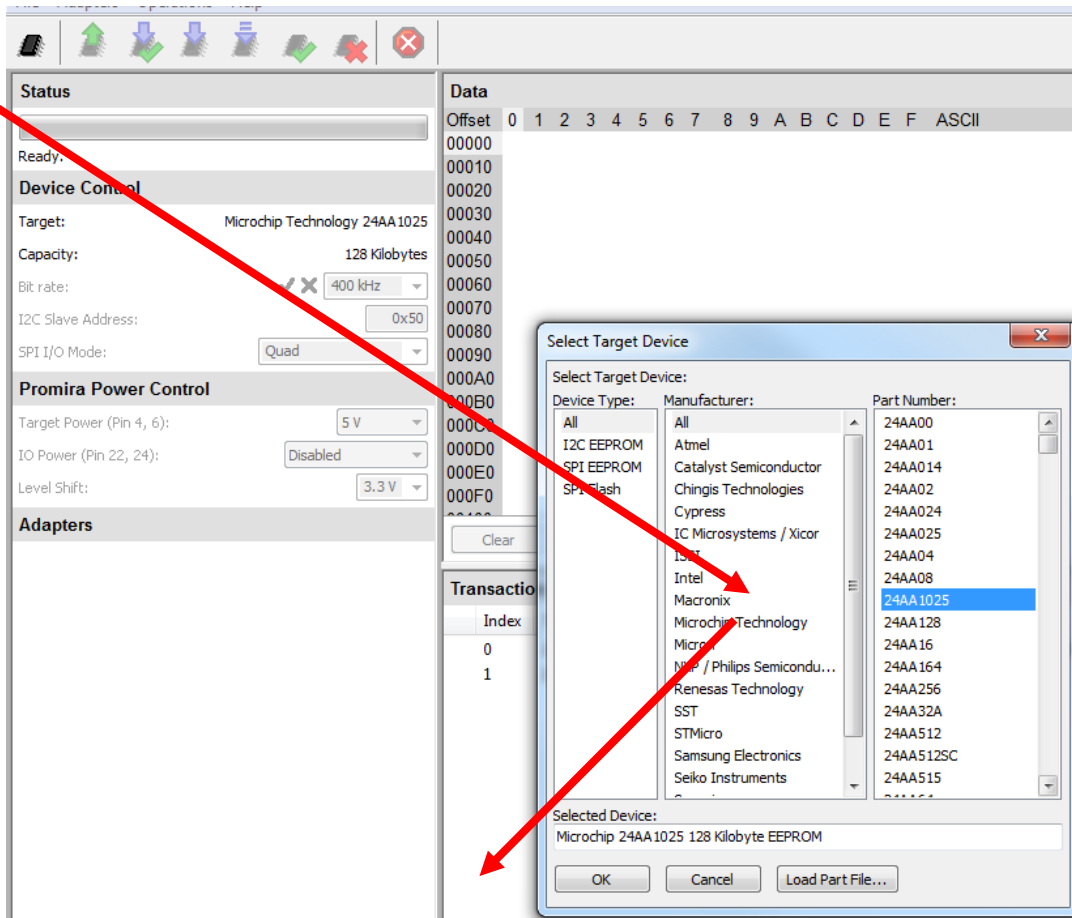 Status
Ready.
Device Control
Target: Microchip Technology 24AA1025
Capacity: 128 Kilobytes
Bit rate: 400 kHz
I2C Slave Address: 0x50
SPI I/O Mode: Quad
Promira Power Control
Target Power (Pin 4, 6): 5 V
IO Power (Pin 22, 24): Disabled
Level Shift: 3.3 V
Adapters
Data
Offset 0 1 2 3 4 5 6 7 8 9 A B C D E F ASCII
00000
00010
00020
00030
00040
00050
00060
00070
00080
00090
000A0
000B0
000C0
000D0
000E0
000F0
Clear
Transactio
Index
0
1
Select Target Device
Select Target Device:
Device Type:
All
I2C EEPROM
SPI EEPROM
SPI Flash
Manufacturer:
All
Atmel
Catalyst Semiconductor
Chingis Technologies
Cypress
IC Microsystems / Xicor
ISSI
Intel
Macronix
Microchip Technology
Micron
NXP / Philips Semicondu...
Renesas Technology
SST
STMicro
Samsung Electronics
Seiko Instruments
Part Number:
24AA00
24AA01
24AA014
24AA02
24AA024
24AA025
24AA04
24AA08
24AA1025
24AA128
24AA16
24AA164
24AA256
24AA32A
24AA512
24AA512SC
24AA515
Selected Device:
Microchip 24AA1025 128 Kilobyte EEPROM
OK
Cancel
Load Part File...